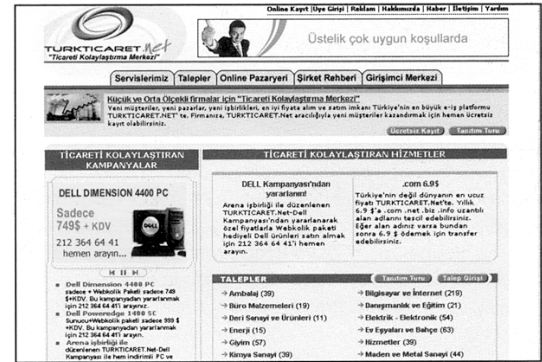 Online Kayıt |Üye Girişi | Reklam | Hakkımızda | Haber | İletişim | Yardım
TURKTICARET.Net
"Ticareti Kolaylaştırma Merkezi"
Üstelik çok uygun koşullarda
Servislerimiz
Talepler
Online Pazaryeri
Şirket Rehberi
Girişimci Merkezi
Küçük ve Orta Ölçekli firmalar için "Ticareti Kolaylaştırma Merkezi"
Yeni müşteriler, yeni pazarlar, yeni işbirlikleri, en iyi fiyata alım ve satım imkanı Türkiye'nin en büyük e-iş platformu
TURKTICARET.NET' te. Firmanıza, TURKTICARET.Net aracılığıyla yeni müşteriler kazandırmak için hemen ücretsiz
kayıt olabilirsiniz.
Ücretsiz Kayıt
Tanıtım Turu
TİCARETİ KOLAYLAŞTIRAN
KAMPANYALAR
DELL DIMENSION 4400 PC
Sadece
749$ + KDV
212 364 64 41
hemen arayın...
DELL
Dell Dimension 4400 PC
sadece + Webkolik Paketi sadece 749
$+KDV. Bu kampanyadan yararlanmak
için 212 364 64 41'i arayınız.
Dell Poweredge 1400 SC
Sunucu+Webkolik paketi sadece 999 $
+KDV. Bu kampanyadan yararlanmak
için 212 364 64 41'i arayın.
Arena işbirliği ile
düzenlenen TURKTICARET.Net-Dell
Kampanyası ile hem indirimli PC ve
TİCARETİ KOLAYLAŞTIRAN HİZMETLER
DELL Kampanyası'ndan
yararlanın!
Arena işbirliği ile düzenlenen
TURKTICARET.Net-Dell
Kampanyası'ndan yararlanarak
özel fiyatlarla Webkolik paketi
hediyeli Dell ürünleri satın almak
için 212 364 64 41'i hemen
arayın.
.com 6.9$
Türkiye'nin değil dünyanın en ucuz
fiyatı TURKTICARET.Net'te. Yıllık
6.9 $'a .com .net .biz .info uzantılı
alan adlarını tescil edebilirsiniz.
Eğer alan adınız varsa bundan
sonra 6.9 $ ödemek için transfer
edebilirsiniz.
TALEPLER
Tanıtım Turu
Talep Girişi
Ambalaj (39)
Büro Malzemeleri (19)
Deri Sanayi ve Ürünleri (11)
Enerji (15)
Giyim (57)
Kimya Sanayi (39)
Bilgisayar ve İnternet (219)
Danışmanlık ve Eğitim (21)
Elektrik - Elektronik (54)
Ev Eşyaları ve Bahçe (63)
Hizmetler (39)
Maden ve Metal Sanayi (44)